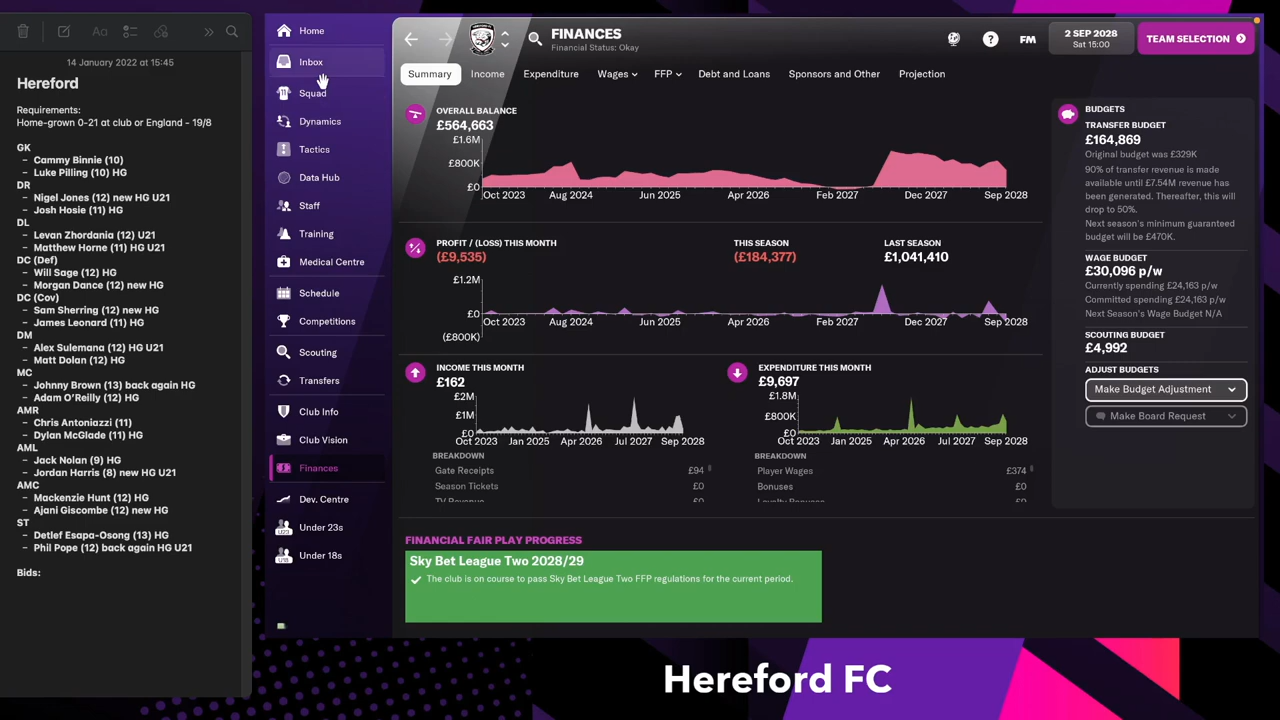 14 January 2022 at 15:45
Hereford
Requirements:
Home-grown 0-21 at club or England - 19/8
GK
– Cammy Binnie (10)
– Luke Pilling (10) HG
DR
– Nigel Jones (12) new HG U21
– Josh Hosie (11) HG
DL
– Levan Zhordania (12) U21
– Matthew Horne (11) HG U21
DC (Def)
– Will Sage (12) HG
– Morgan Dance (12) new HG
DC (Cov)
– Sam Sherring (12) new HG
– James Leonard (11) HG
DM
– Alex Sulemana (12) HG U21
– Matt Dolan (12) HG
MC
– Johnny Brown (13) back again HG
– Adam O'Reilly (12) HG
AMR
– Chris Antoniazzi (11)
– Dylan McGlade (11) HG
AML
– Jack Nolan (9) HG
– Jordan Harris (8) new HG U21
AMC
– Mackenzie Hunt (12) HG
– Ajani Giscombe (12) new HG
ST
– Detlef Esapa-Osong (13) HG
– Phil Pope (12) back again HG U21
Bids:
Home
Inbox
Squad
Dynamics
Tactics
Data Hub
Staff
Training
Medical Centre
Schedule
Competitions
Scouting
Transfers
Club Info
Club Vision
Finances
Dev. Centre
Under 23s
Under 18s
FINANCES
Financial Status: Okay
FM
2 SEP 2028
Sat 15:00
TEAM SELECTION
Summary Income Expenditure Wages FFP Debt and Loans Sponsors and Other Projection
OVERALL BALANCE
£564,663
£1.6M
£800K
£0
Oct 2023 Aug 2024 Jun 2025 Apr 2026 Feb 2027 Dec 2027 Sep 2028
PROFIT / (LOSS) THIS MONTH
(£9,535)
THIS SEASON
(£184,377)
LAST SEASON
£1,041,410
£1.2M
£0
(£800K)
Oct 2023 Aug 2024 Jun 2025 Apr 2026 Feb 2027 Dec 2027 Sep 2028
INCOME THIS MONTH
£162
£2M
£1M
£0
Oct 2023 Jan 2025 Apr 2026 Jul 2027 Sep 2028
BREAKDOWN
Gate Receipts £94
Season Tickets £0
TV Revenue
EXPENDITURE THIS MONTH
£9,697
£1.8M
£800K
£0
Oct 2023 Jan 2025 Apr 2026 Jul 2027 Sep 2028
BREAKDOWN
Player Wages £374
Bonuses £0
Loyalty Bonuses
FINANCIAL FAIR PLAY PROGRESS
Sky Bet League Two 2028/29
The club is on course to pass Sky Bet League Two FFP regulations for the current period.
BUDGETS
TRANSFER BUDGET
£164,869
Original budget was £329K
90% of transfer revenue is made
available until £7.54M revenue has
been generated. Thereafter, this will
drop to 50%.
Next season's minimum guaranteed
budget will be £470K.
WAGE BUDGET
£30,096 p/w
Currently spending £24,163 p/w
Committed spending £24,163 p/w
Next Season's Wage Budget N/A
SCOUTING BUDGET
£4,992
ADJUST BUDGETS
Make Budget Adjustment
Make Board Request
Hereford FC